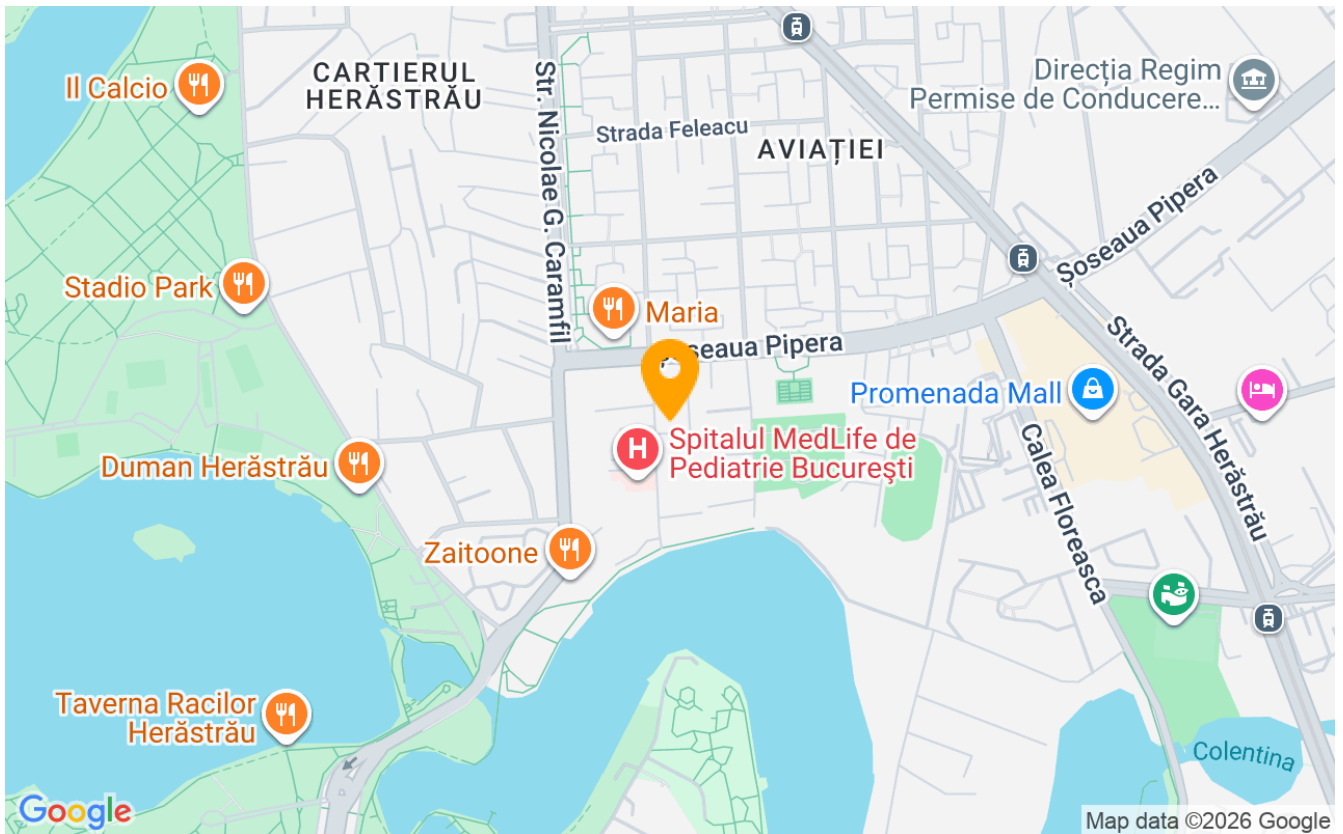 Il Calcio
CARTIERUL
HERĂSTRĂU
Str. Nicolae G. Caramfil
Strada Feleacu
AVIAȚIEI
Direcția Regim
Permise de Conducere...
Șoseaua Pipera
Stadio Park
Maria
Șoseaua Pipera
Promenada Mall
Strada Gara Herăstrău
Calea Floreasca
H
Spitalul MedLife de
Pediatrie Bucureşti
Duman Herăstrău
Zaitoone
Taverna Racilor
Herăstrău
Colentina
Google
Map data ©2026 Google